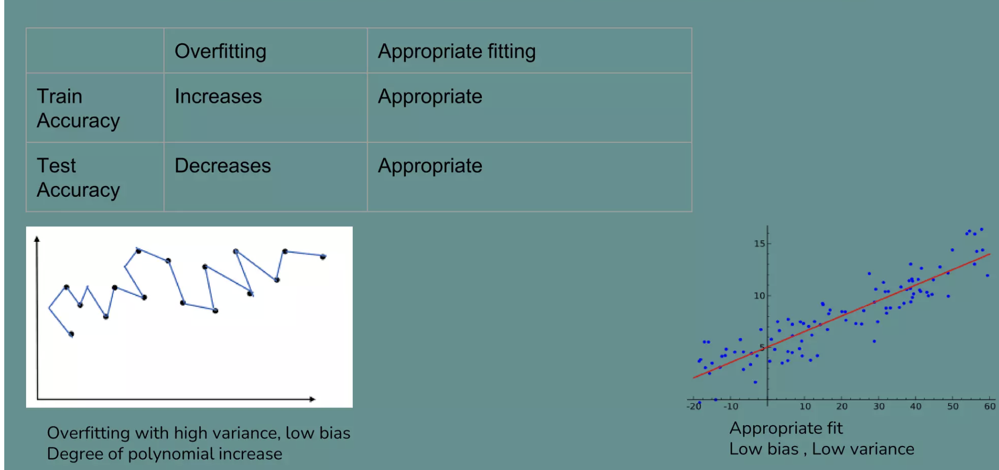 Overfitting
Appropriate fitting
Train
Accuracy
Increases
Appropriate
Test
Accuracy
Decreases
Appropriate
15
10
5
-20 -10 10 20 30 40 50 60
Overfitting with high variance, low bias
Degree of polynomial increase
Appropriate fit
Low bias , Low variance